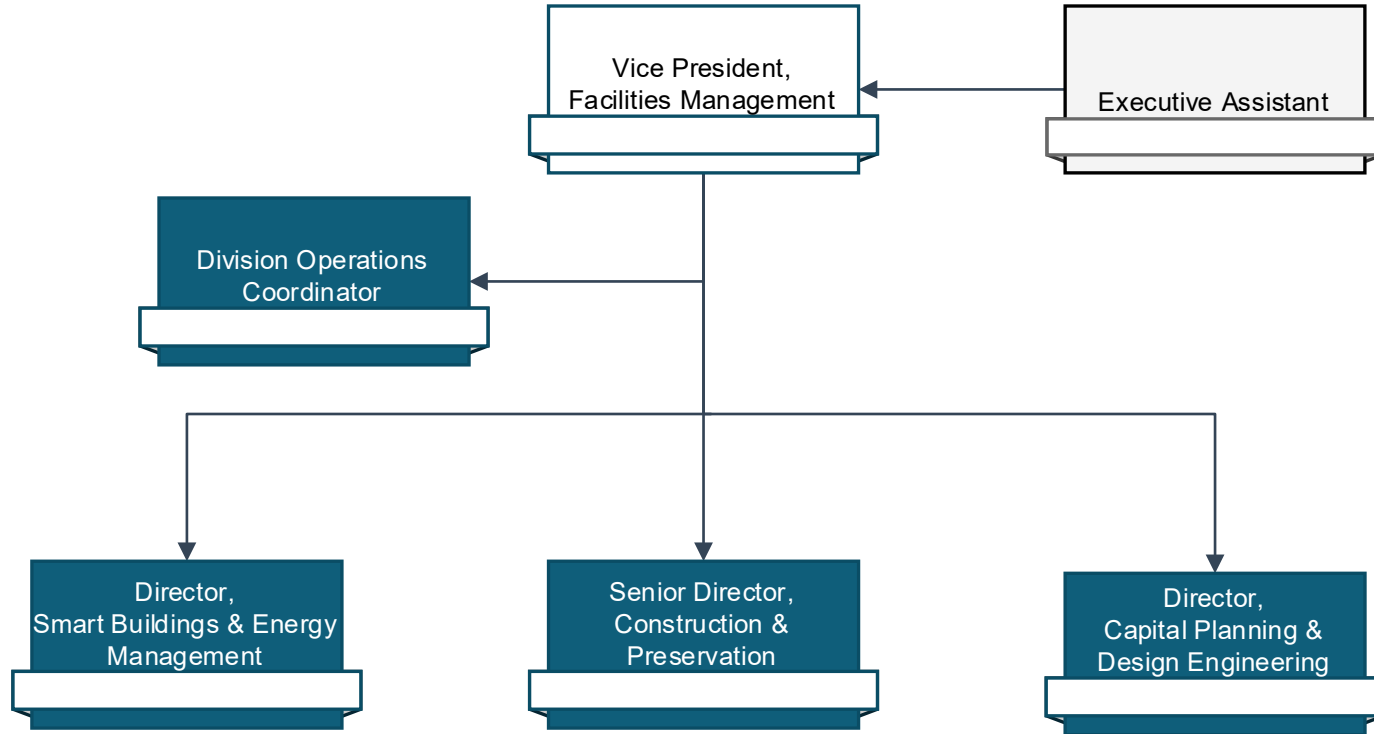 Vice President,
Facilities Management
Executive Assistant
Division Operations
Coordinator
Director,
Smart Buildings & Energy
Management
Senior Director,
Construction &
Preservation
Director,
Capital Planning &
Design Engineering